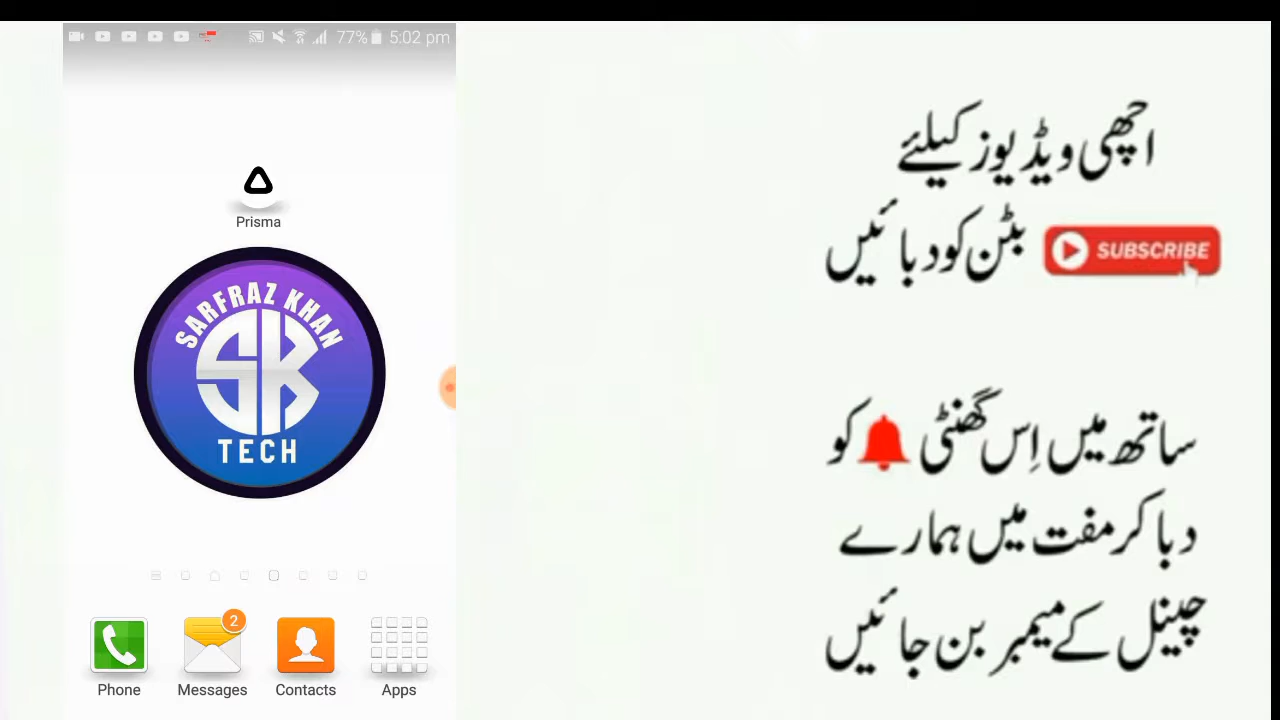 77% 5:02 pm
Prisma
SARFRAZ KHAN
SK
TECH
2
Phone Messages Contacts Apps
اچھی ویڈیوز کیلئے
SUBSCRIBE بٹن کو دبائیں
ساتھ میں اِس گھنٹی کو
دبا کر مفت میں ہمارے
چینل کے میمبر بن جائیں